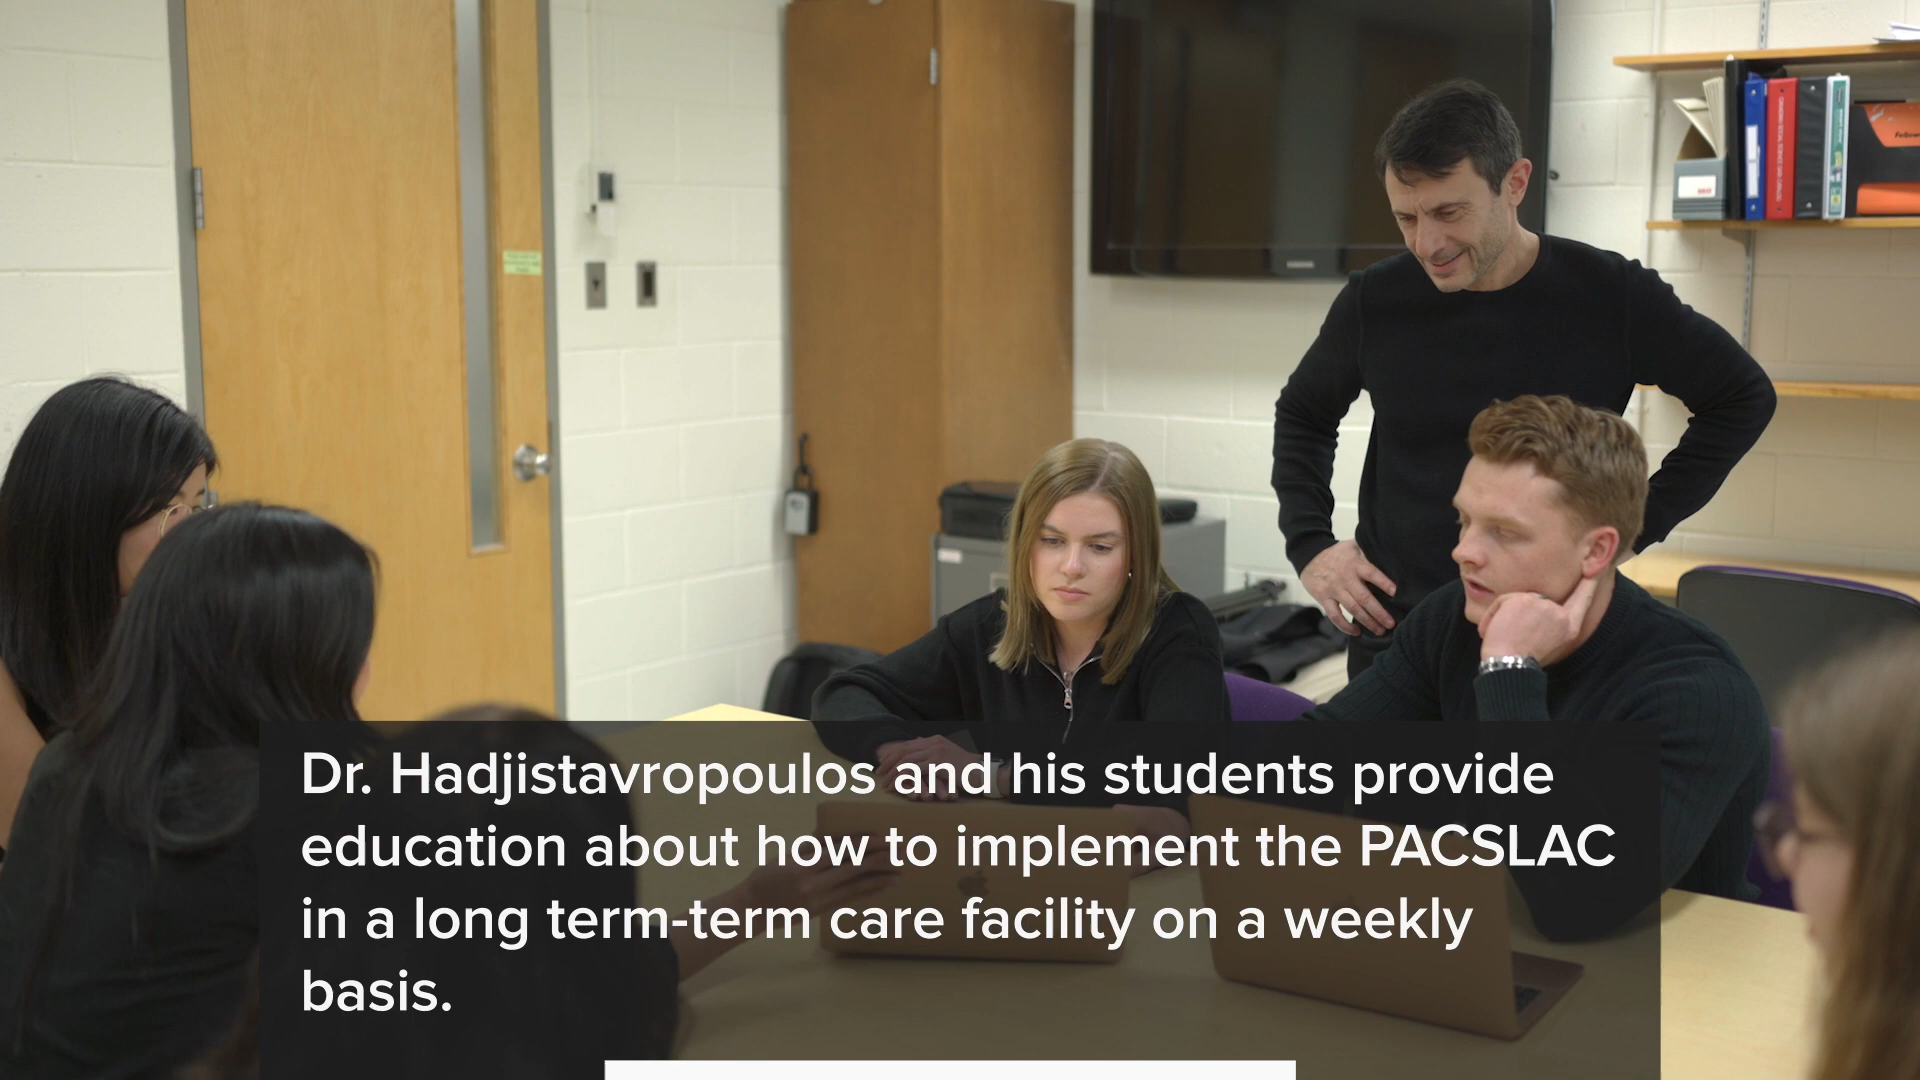 Fellow
Dr. Hadjistavropoulos and his students provide
education about how to implement the PACSLAC
in a long term-term care facility on a weekly
basis.